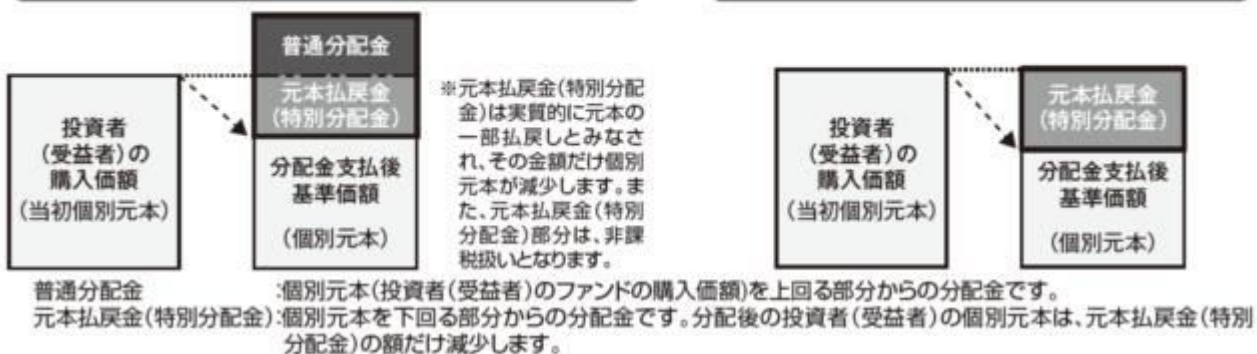 普通分配金
元本払戻金
(特別分配金)
投資者
(受益者)の
購入価額
(当初個別元本)
分配金支払後
基準価額
(個別元本)
※元本払戻金(特別分配
金)は実質的に元本の
一部払戻しとみなさ
れ、その金額だけ個別
元本が減少します。ま
た、元本払戻金(特別
分配金)部分は、非課
税扱いとなります。
投資者
(受益者)の
購入価額
(当初個別元本)
元本払戻金
(特別分配金)
分配金支払後
基準価額
(個別元本)
普通分配金 :個別元本(投資者(受益者)のファンドの購入価額)を上回る部分からの分配金です。
元本払戻金(特別分配金):個別元本を下回る部分からの分配金です。分配後の投資者(受益者)の個別元本は、元本払戻金(特別
分配金)の額だけ減少します。